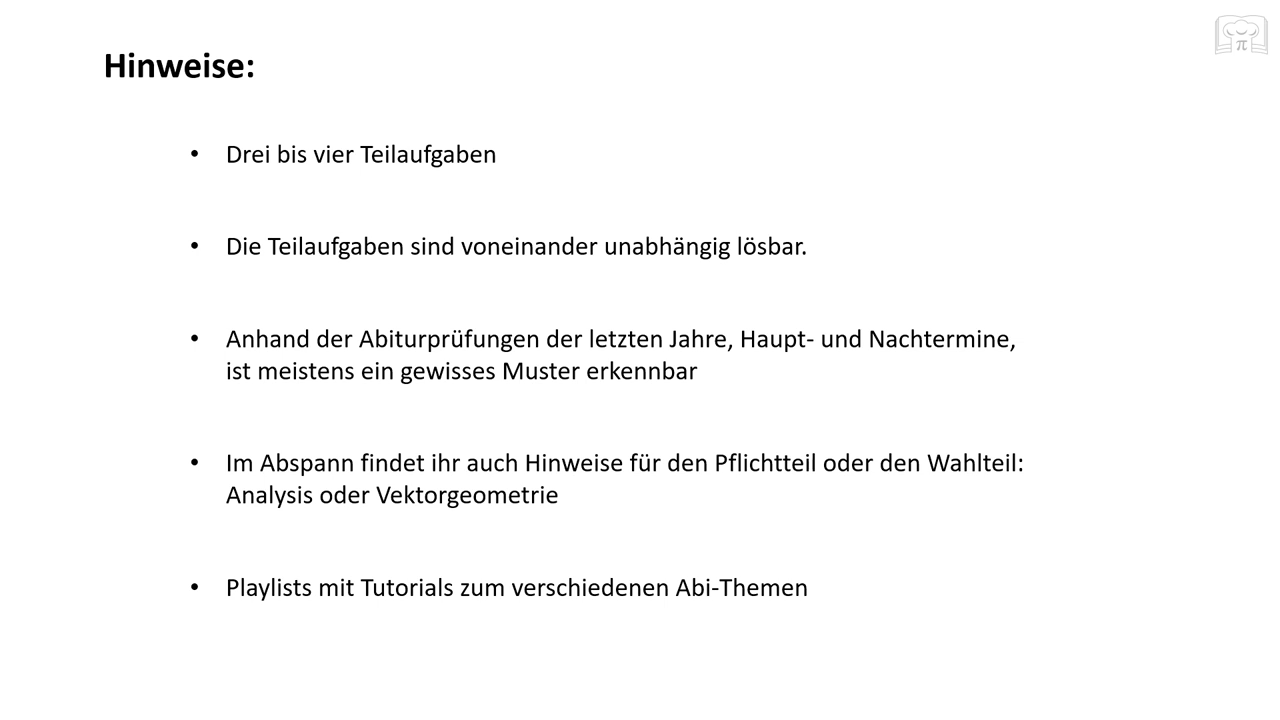 Hinweise:
• Drei bis vier Teilaufgaben
• Die Teilaufgaben sind voneinander unabhängig lösbar.
• Anhand der Abiturprüfungen der letzten Jahre, Haupt- und Nachtermine,
ist meistens ein gewisses Muster erkennbar
• Im Abspann findet ihr auch Hinweise für den Pflichtteil oder den Wahlteil:
Analysis oder Vektorgeometrie
• Playlists mit Tutorials zum verschiedenen Abi-Themen
π